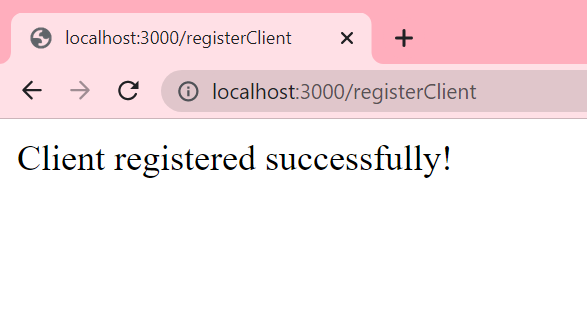 localhost:3000/registerClient
localhost:3000/registerClient
Client registered successfully!